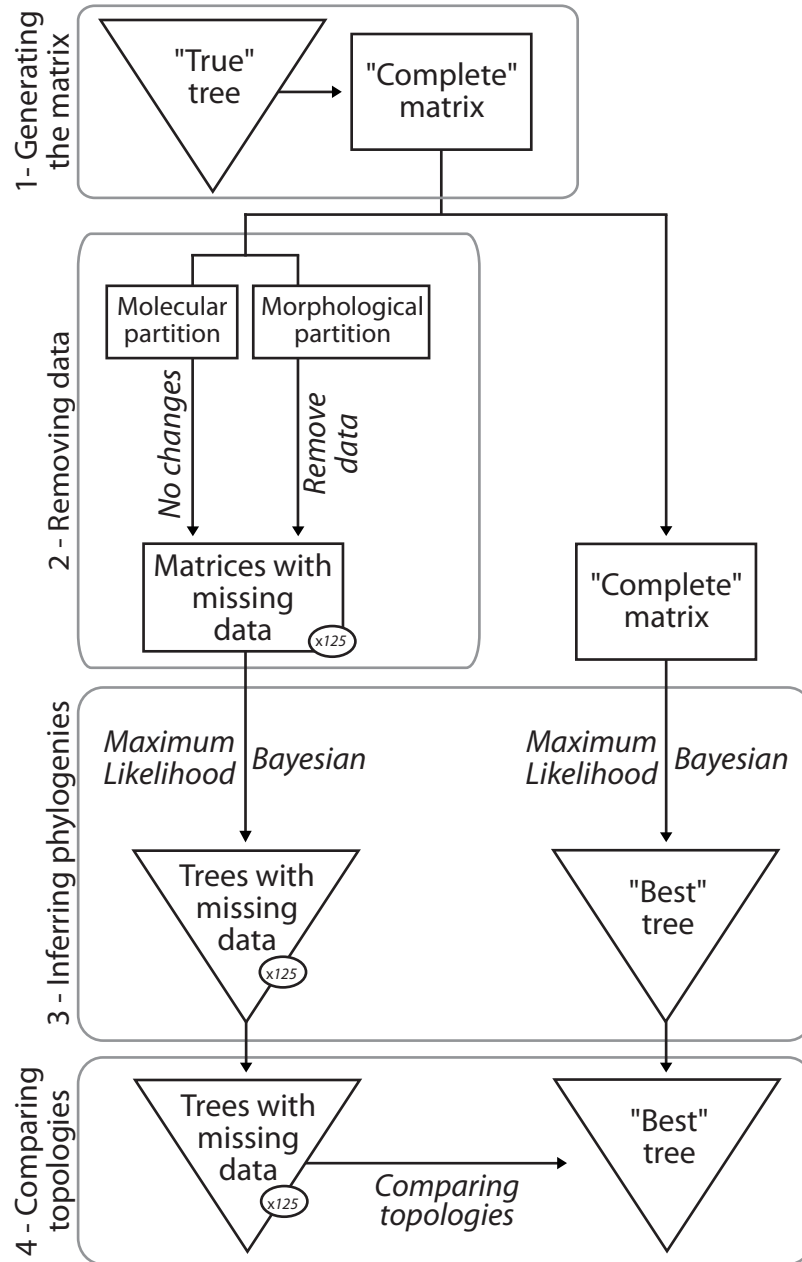 1- Generating
the matrix
"True"
tree
"Complete"
matrix
2 - Removing data
Molecular
partition
Morphological
partition
No changes
Remove
data
Matrices with
missing
data
x125
"Complete"
matrix
3 - Inferring phylogenies
Maximum
Likelihood
Bayesian
Maximum
Likelihood
Bayesian
Trees with
missing
data
x125
"Best"
tree
4 - Comparing
topologies
Trees with
missing
data
x125
Comparing
topologies
"Best"
tree